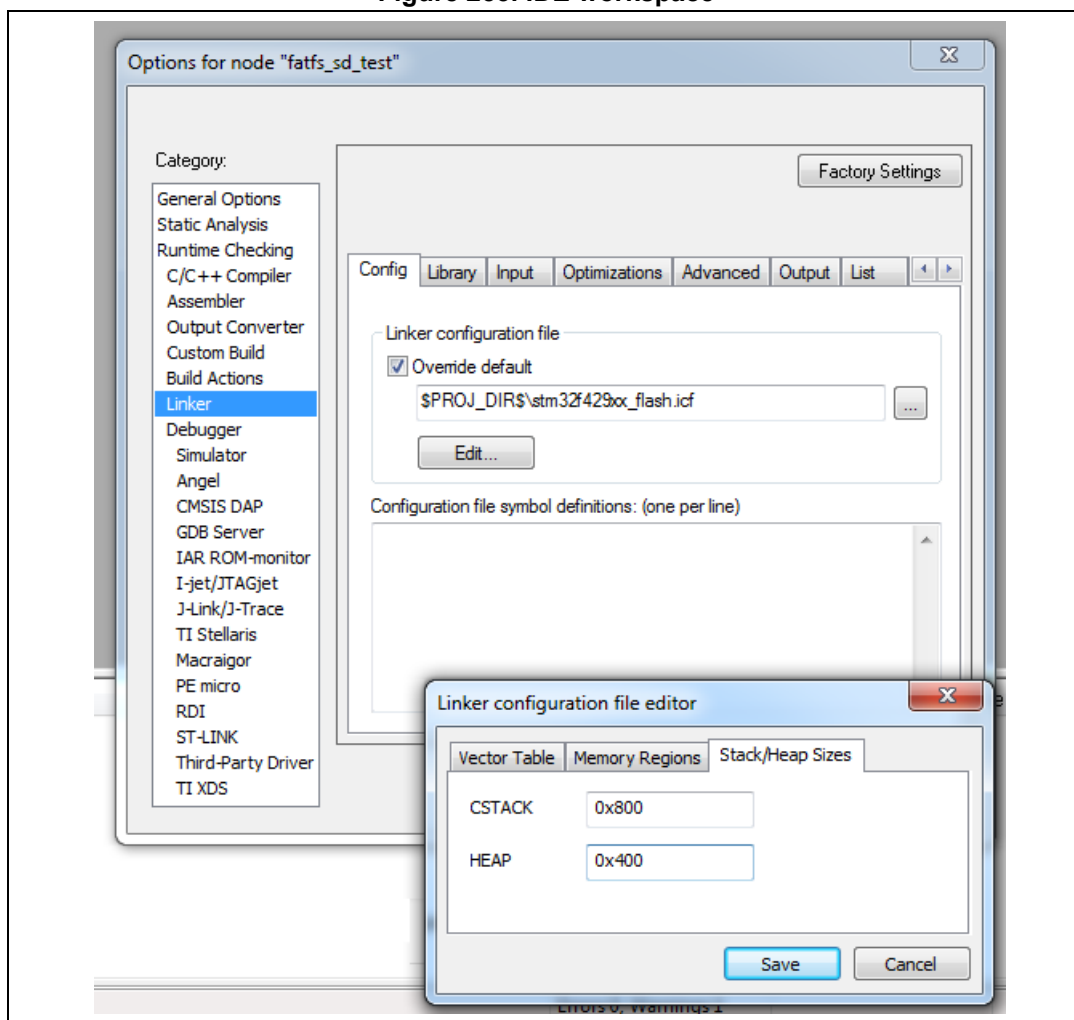 Options for node "fatfs_sd_test"
Category:
Factory Settings
General Options
Static Analysis
Runtime Checking
C/C++ Compiler
Assembler
Output Converter
Custom Build
Build Actions
Linker
Debugger
Simulator
Angel
CMSIS DAP
GDB Server
IAR ROM-monitor
I-jet/JTAGjet
J-Link/J-Trace
TI Stellaris
Macraigor
PE micro
RDI
ST-LINK
Third-Party Driver
TI XDS
Config Library Input Optimizations Advanced Output List
Linker configuration file
Override default
$PROJ_DIR$\stm32f429xx_flash.icf
...
Edit...
Configuration file symbol definitions: (one per line)
Linker configuration file editor
Vector Table Memory Regions Stack/Heap Sizes
CSTACK 0x800
HEAP 0x400
Save Cancel